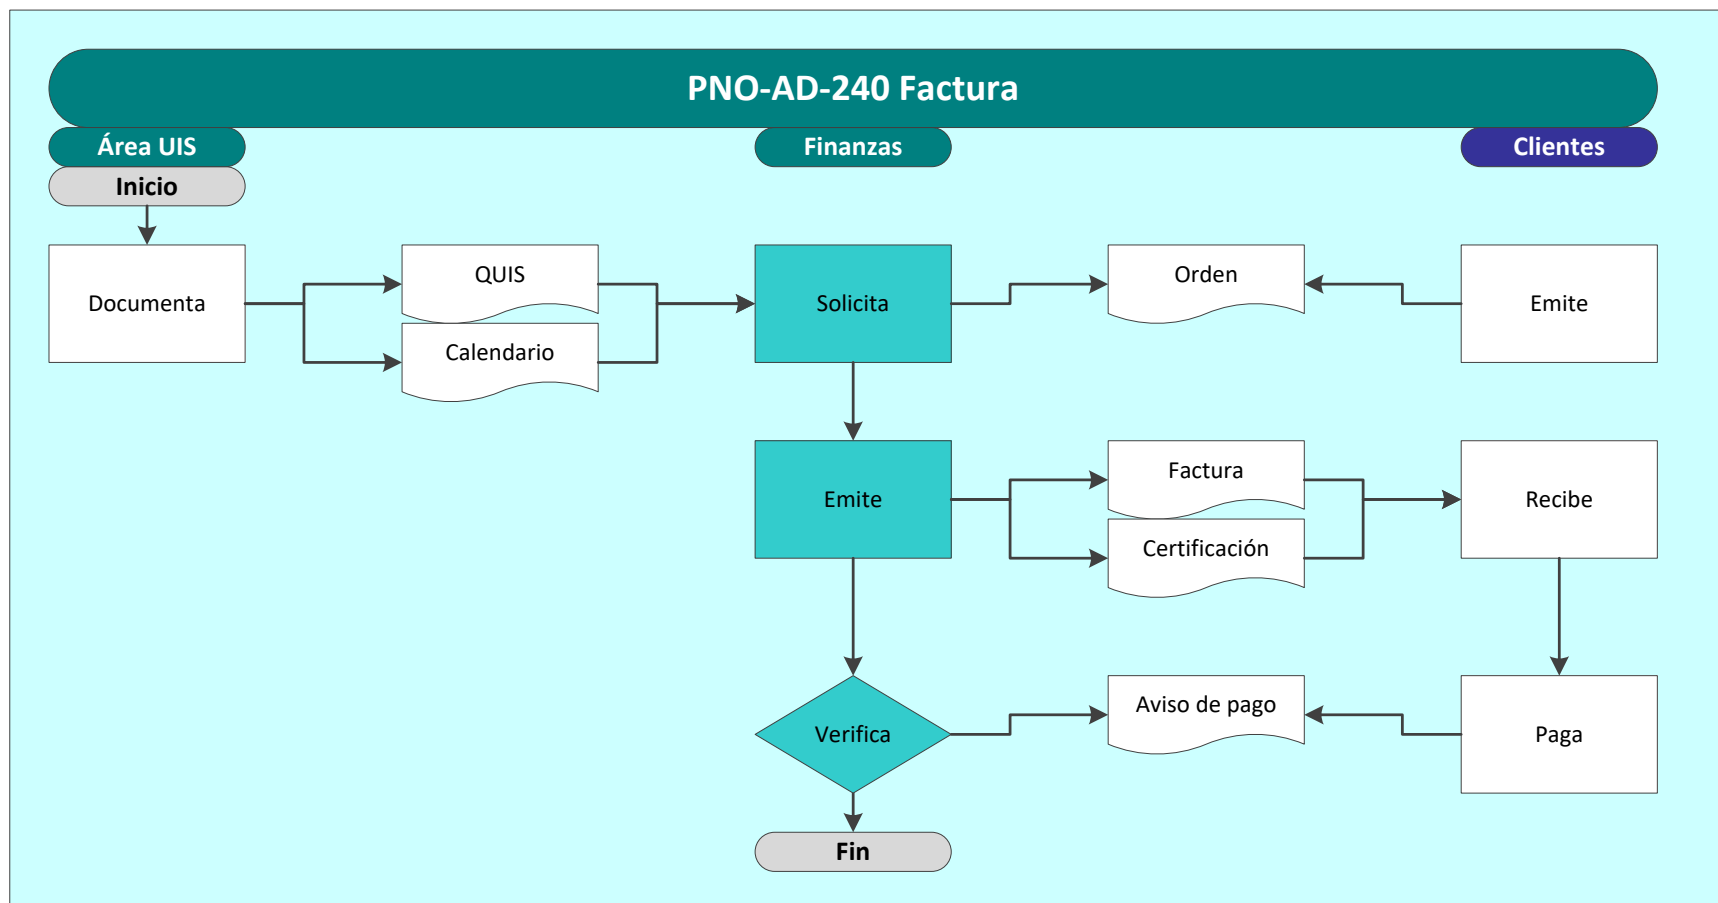 PNO-AD-240 Factura
Área UIS
Finanzas
Clientes
Inicio
Documenta
QUIS
Calendario
Solicita
Orden
Emite
Emite
Factura
Certificación
Recibe
Verifica
Aviso de pago
Paga
Fin